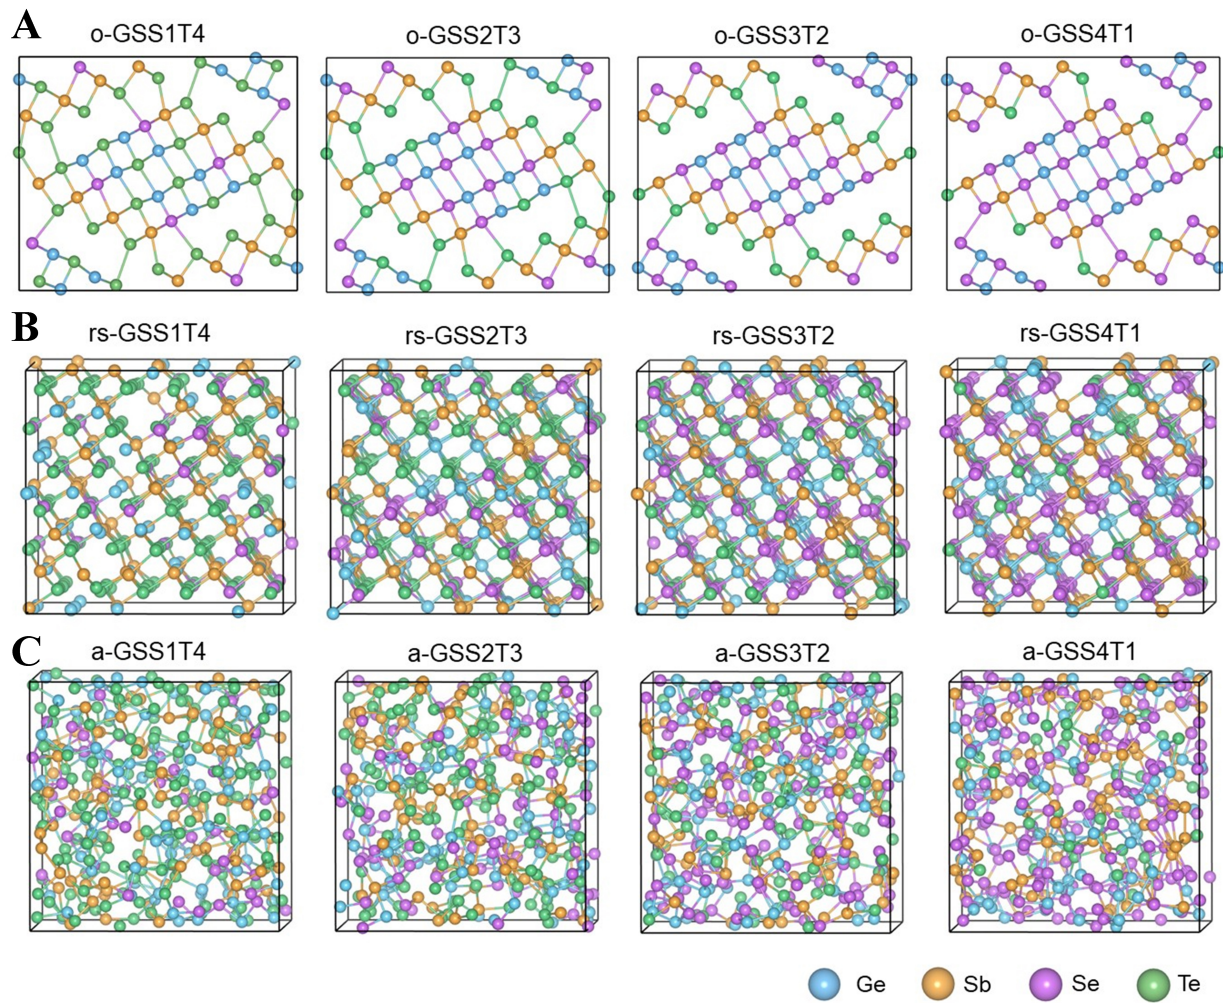 A
o-GSS1T4 o-GSS2T3 o-GSS3T2 o-GSS4T1
B
rs-GSS1T4 rs-GSS2T3 rs-GSS3T2 rs-GSS4T1
C
a-GSS1T4 a-GSS2T3 a-GSS3T2 a-GSS4T1
Ge Sb Se Te